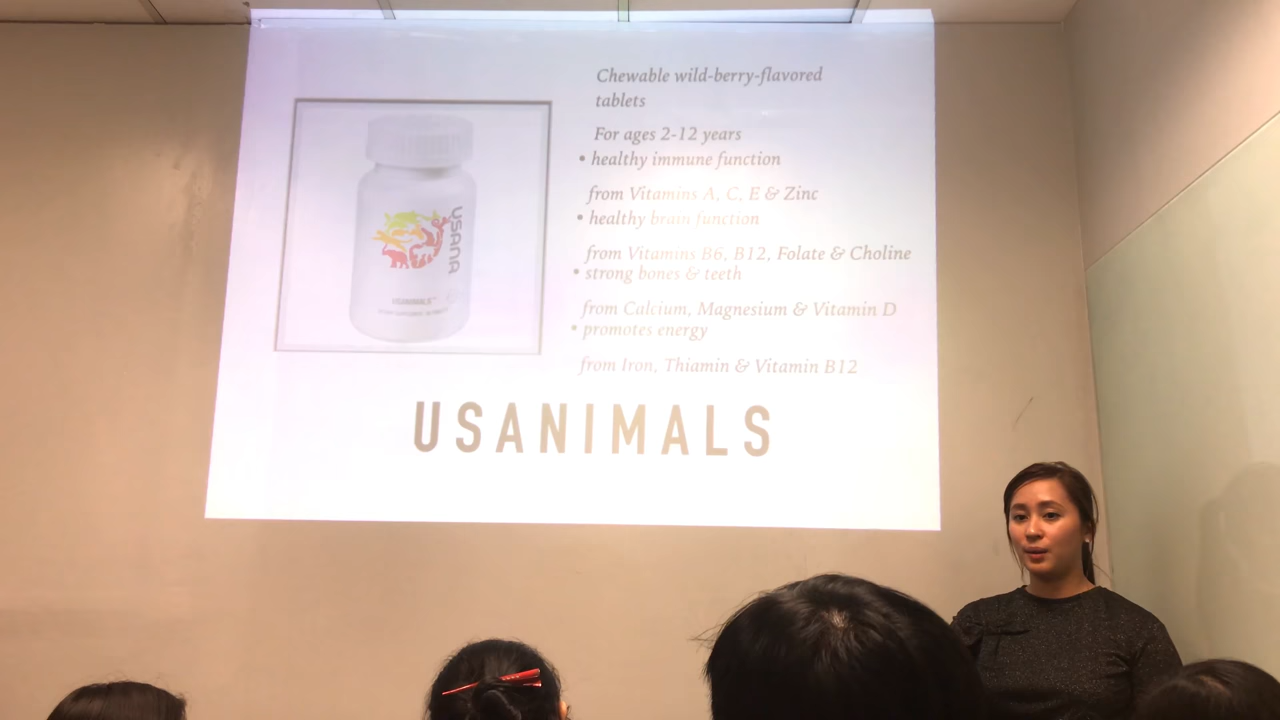 Chewable wild-berry-flavored
tablets
For ages 2-12 years
• healthy immune function
from Vitamins A, C, E & Zinc
• healthy brain function
from Vitamins B6, B12, Folate & Choline
• strong bones & teeth
from Calcium, Magnesium & Vitamin D
• promotes energy
from Iron, Thiamin & Vitamin B12
USANA
USANIMALS
USANIMALS